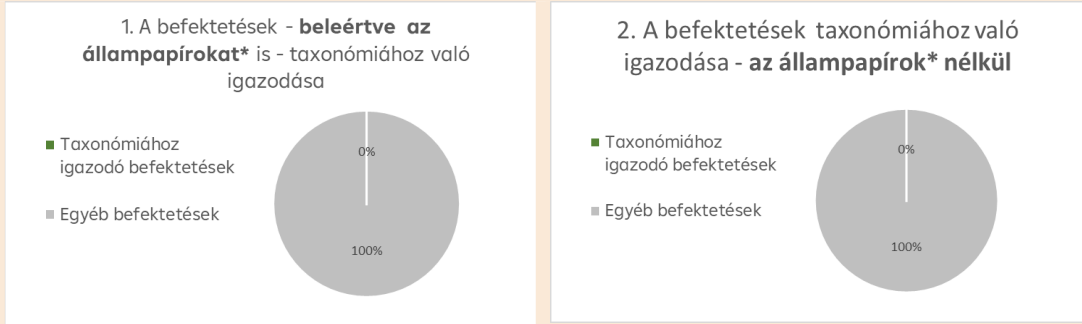 1. A befektetések - beleértve az
állampapírokat* is - taxonómiához való
igazodása
Taxonómiához
igazodó befektetések
Egyéb befektetések
0%
100%
2. A befektetések taxonómiához való
igazodása - az állampapírok* nélkül
Taxonómiához
igazodó befektetések
Egyéb befektetések
0%
100%